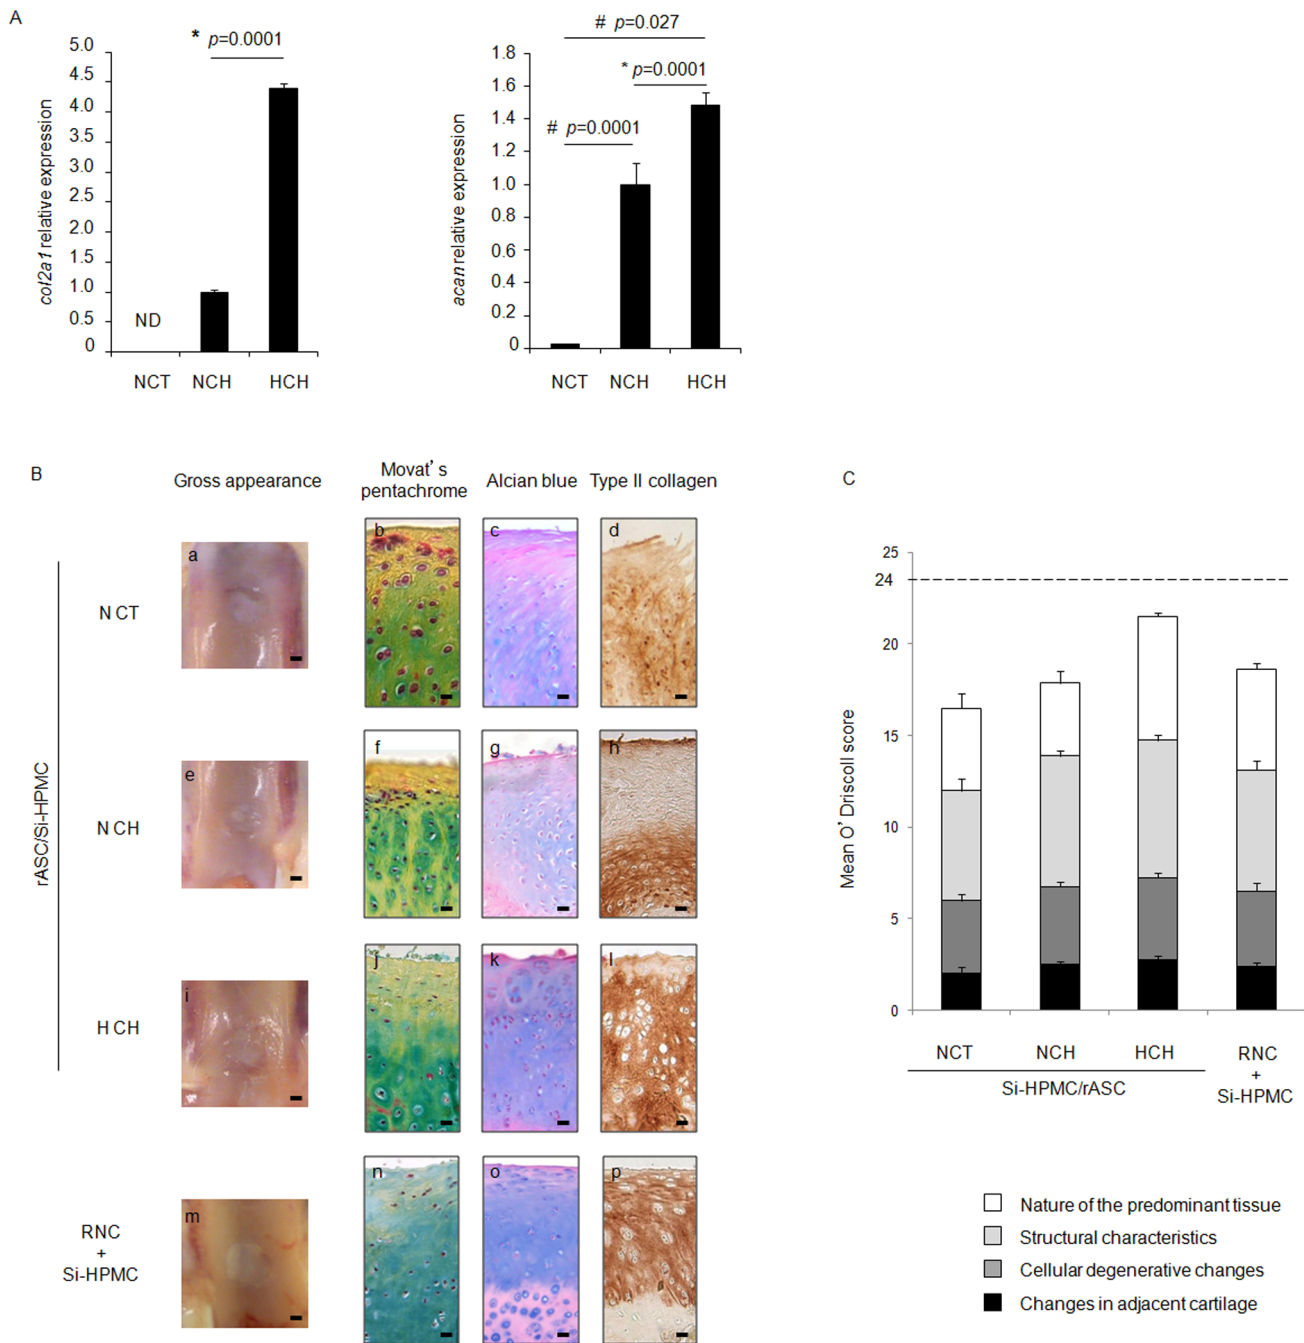 A
* p=0.0001
col2a1 relative expression
5.0
4.5
4.0
3.5
3.0
2.5
2.0
1.5
1.0
0.5
0
ND
NCT NCH HCH
# p=0.027
* p=0.0001
# p=0.0001
acan relative expression
1.8
1.6
1.4
1.2
1.0
0.8
0.6
0.4
0.2
0
NCT NCH HCH
B
Gross appearance
Movat's
pentachrome
Alcian blue
Type II collagen
rASC/Si-HPMC
N CT
a
b
c
d
N CH
e
f
g
h
H CH
i
j
k
l
RNC
+
Si-HPMC
m
n
o
p
C
Mean O' Driscoll score
25
24
20
15
10
5
0
NCT NCH HCH
Si-HPMC/rASC
RNC
+
Si-HPMC
Nature of the predominant tissue
Structural characteristics
Cellular degenerative changes
Changes in adjacent cartilage